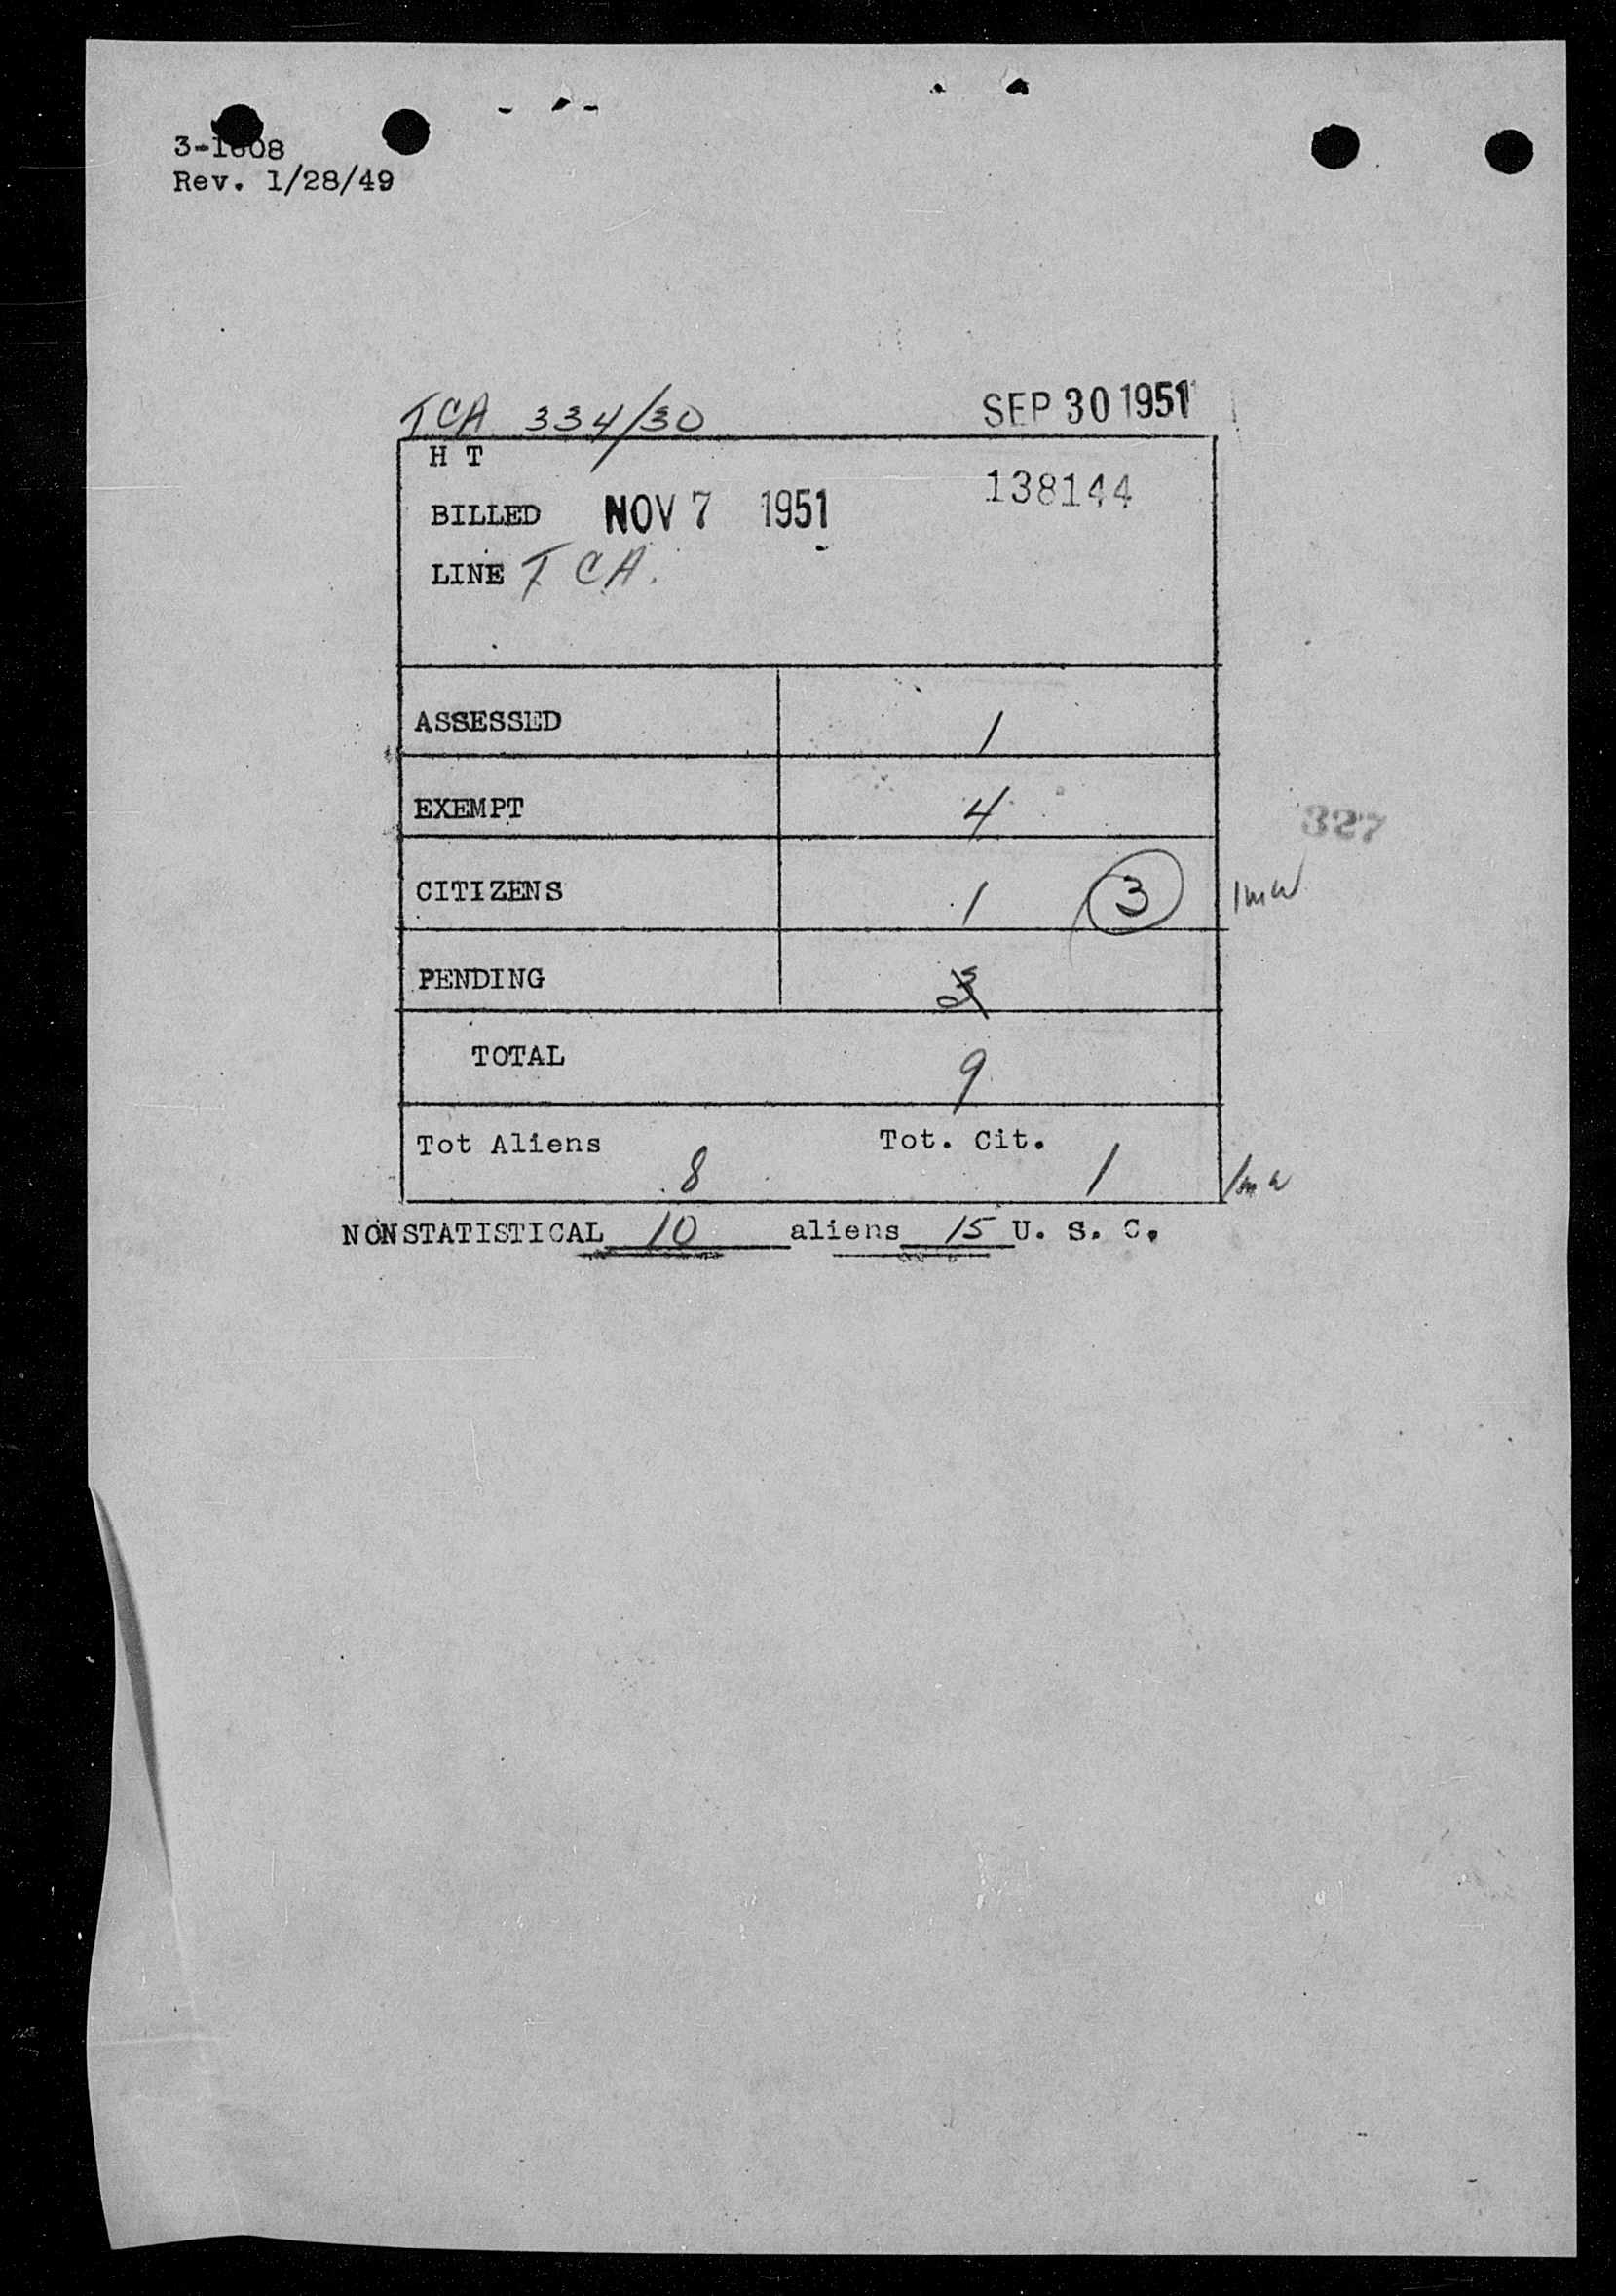 3-1608
Rev. 1/28/49
TCA 334/30 SEP 30 1951
H T
138144
BILLED NOV 7 1951
LINE TCA.
ASSESSED 1
EXEMPT 4
327
CITIZENS 1 3 1mw
PENDING
TOTAL 9
Tot Aliens 8 Tot. Cit. 1
NONSTATISTICAL 10 aliens 15 U. S. C.